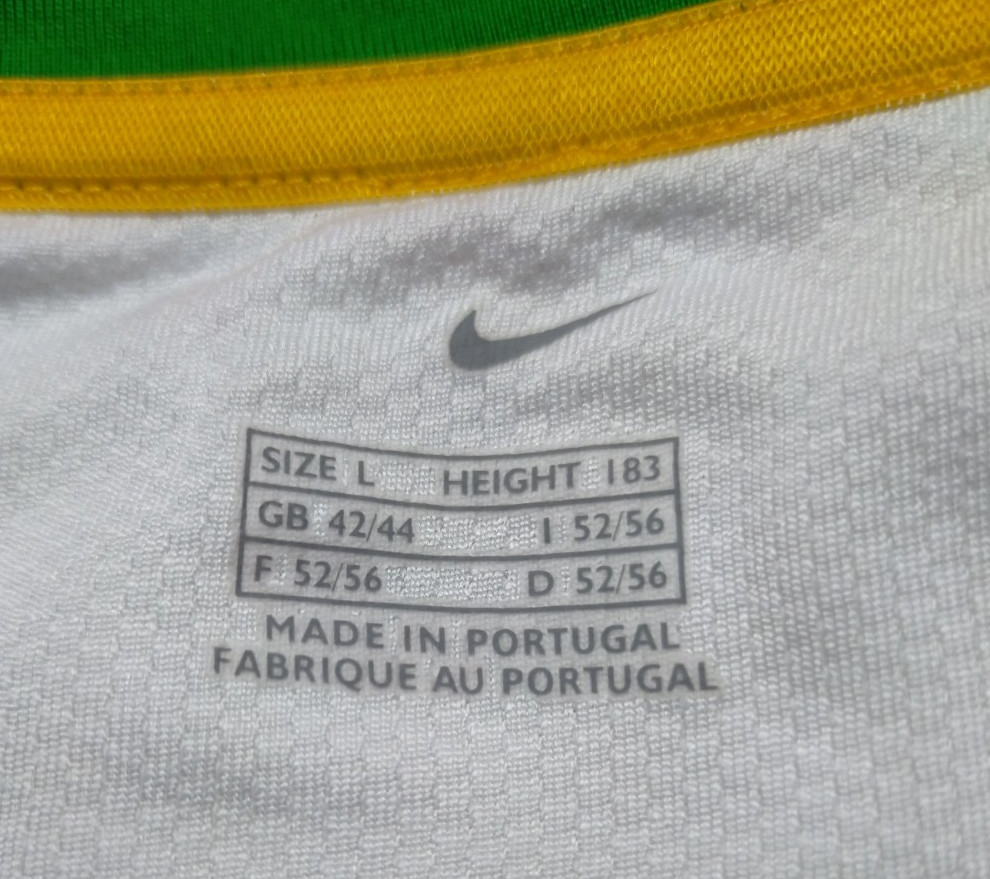 SIZE L HEIGHT 183
GB 42/44 I 52/56
F 52/56 D 52/56
MADE IN PORTUGAL
FABRIQUE AU PORTUGAL